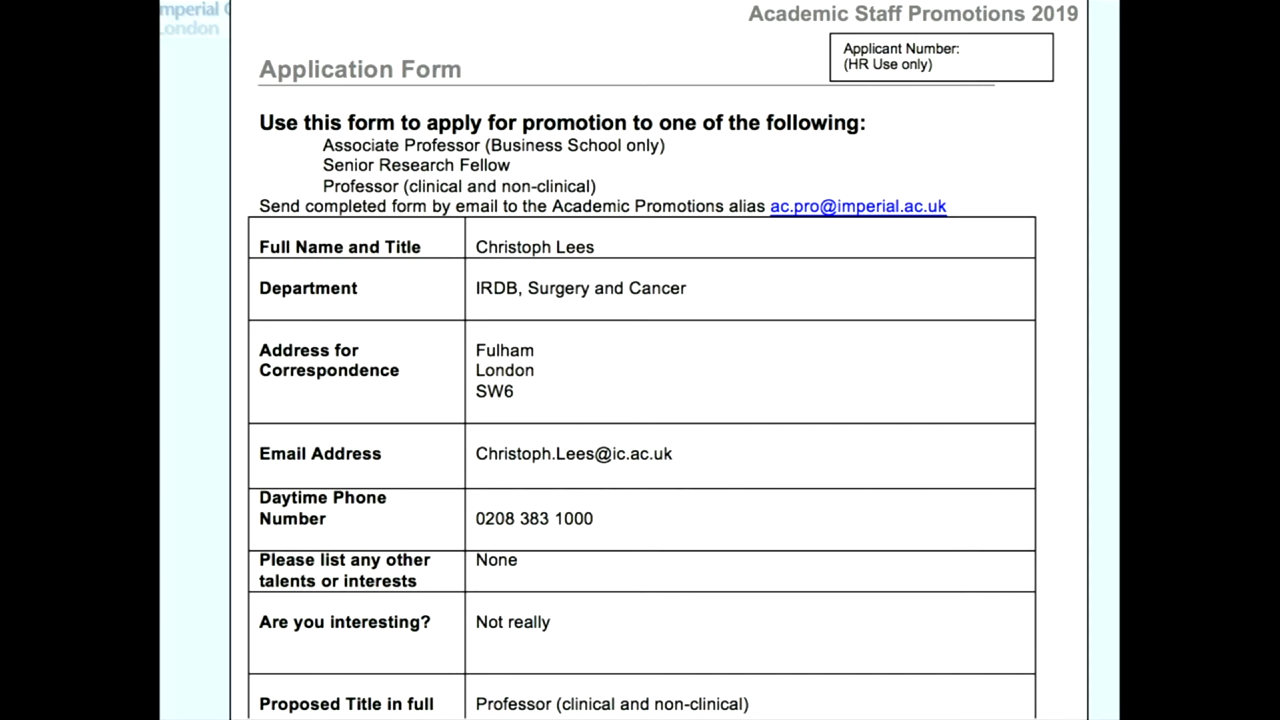 Imperial
London
Academic Staff Promotions 2019
Applicant Number:
(HR Use only)
Application Form
Use this form to apply for promotion to one of the following:
Associate Professor (Business School only)
Senior Research Fellow
Professor (clinical and non-clinical)
Send completed form by email to the Academic Promotions alias ac.pro@imperial.ac.uk
Full Name and Title Christoph Lees
Department IRDB, Surgery and Cancer
Address for Correspondence
Fulham
London
SW6
Email Address Christoph.Lees@ic.ac.uk
Daytime Phone
Number 0208 383 1000
Please list any other None
talents or interests
Are you interesting? Not really
Proposed Title in full Professor (clinical and non-clinical)